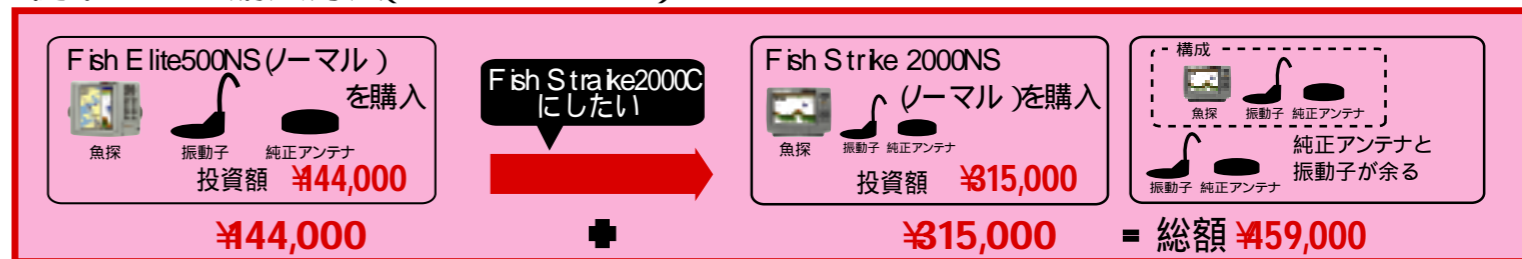 Fish Elite500NS(ノーマル)
を購入
魚探 振動子 純正アンテナ
投資額 ¥144,000
Fish Straike2000C
にしたい
Fish Strike 2000NS
(ノーマル)を購入
魚探 振動子 純正アンテナ
投資額 ¥315,000
構成
魚探 振動子 純正アンテナ
純正アンテナと
振動子が余る
振動子 純正アンテナ
¥144,000 + ¥315,000 = 総額 ¥459,000